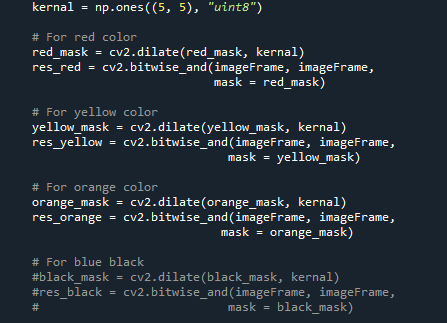 kernal = np.ones((5, 5), "uint8")
# For red color
red_mask = cv2.dilate(red_mask, kernal)
res_red = cv2.bitwise_and(imageFrame, imageFrame,
mask = red_mask)
# For yellow color
yellow_mask = cv2.dilate(yellow_mask, kernal)
res_yellow = cv2.bitwise_and(imageFrame, imageFrame,
mask = yellow_mask)
# For orange color
orange_mask = cv2.dilate(orange_mask, kernal)
res_orange = cv2.bitwise_and(imageFrame, imageFrame,
mask = orange_mask)
# For blue black
#black_mask = cv2.dilate(black_mask, kernal)
#res_black = cv2.bitwise_and(imageFrame, imageFrame,
# mask = black_mask)